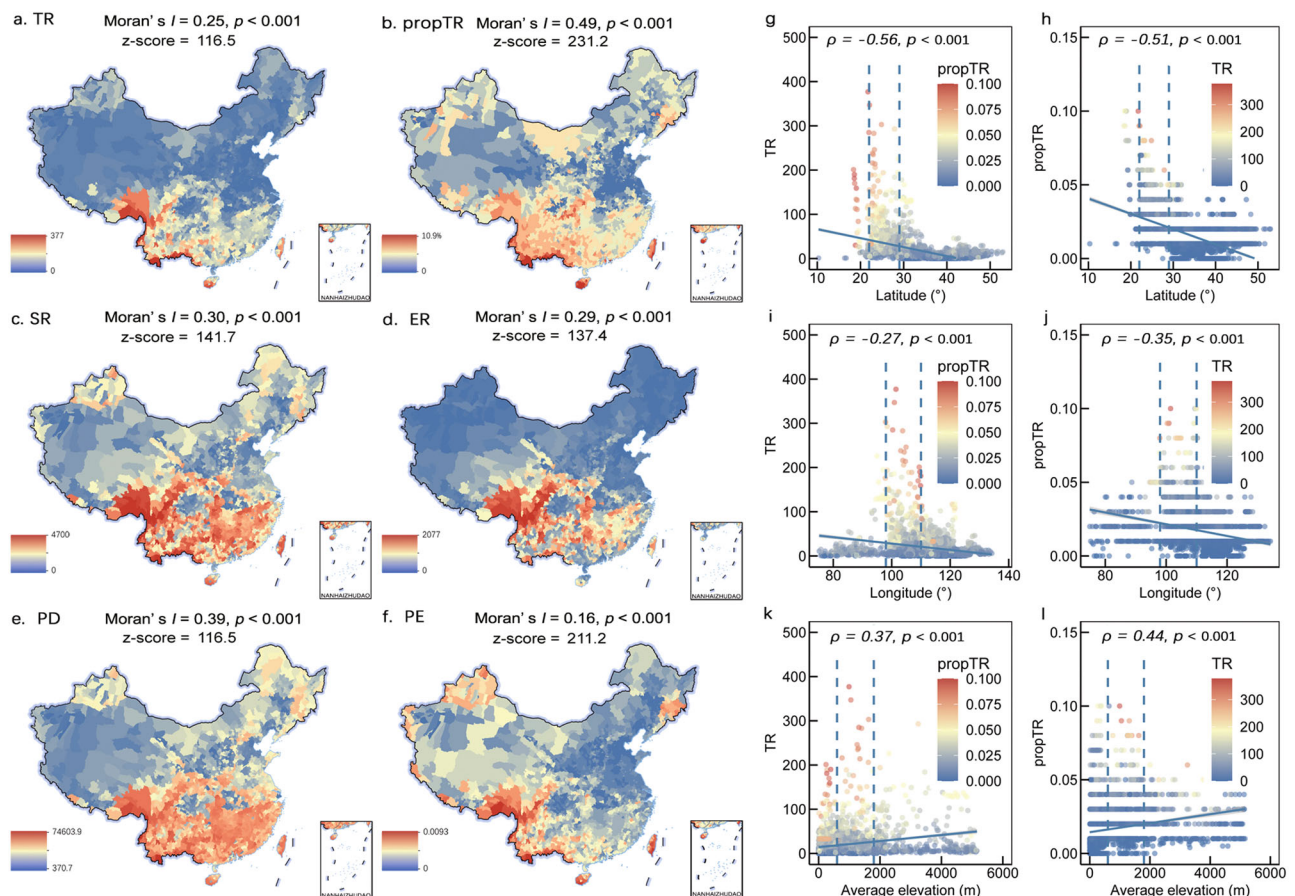 a. TR
Moran's I = 0.25, p < 0.001
z-score = 116.5
377
0
NANHAIZHUDAO
b. propTR
Moran's I = 0.49, p < 0.001
z-score = 231.2
10.9%
0
NANHAIZHUDAO
c. SR
Moran's I = 0.30, p < 0.001
z-score = 141.7
4700
0
NANHAIZHUDAO
d. ER
Moran's I = 0.29, p < 0.001
z-score = 137.4
2077
0
NANHAIZHUDAO
e. PD
Moran's I = 0.39, p < 0.001
z-score = 116.5
74603.9
370.7
NANHAIZHUDAO
f. PE
Moran's I = 0.16, p < 0.001
z-score = 211.2
0.0093
0
NANHAIZHUDAO
g
ρ = -0.56, p < 0.001
propTR
0.100
0.075
0.050
0.025
0.000
TR
500
400
300
200
100
0
10 20 30 40 50
Latitude (°)
h
ρ = -0.51, p < 0.001
TR
300
200
100
0
propTR
0.15
0.10
0.05
0.00
10 20 30 40 50
Latitude (°)
i
ρ = -0.27, p < 0.001
propTR
0.100
0.075
0.050
0.025
0.000
TR
500
400
300
200
100
0
80 100 120 140
Longitude (°)
j
ρ = -0.35, p < 0.001
TR
300
200
100
0
propTR
0.15
0.10
0.05
0.00
80 100 120
Longitude (°)
k
ρ = 0.37, p < 0.001
propTR
0.100
0.075
0.050
0.025
0.000
TR
500
400
300
200
100
0
0 2000 4000 6000
Average elevation (m)
l
ρ = 0.44, p < 0.001
TR
300
200
100
0
propTR
0.15
0.10
0.05
0.00
0 2000 4000 6000
Average elevation (m)